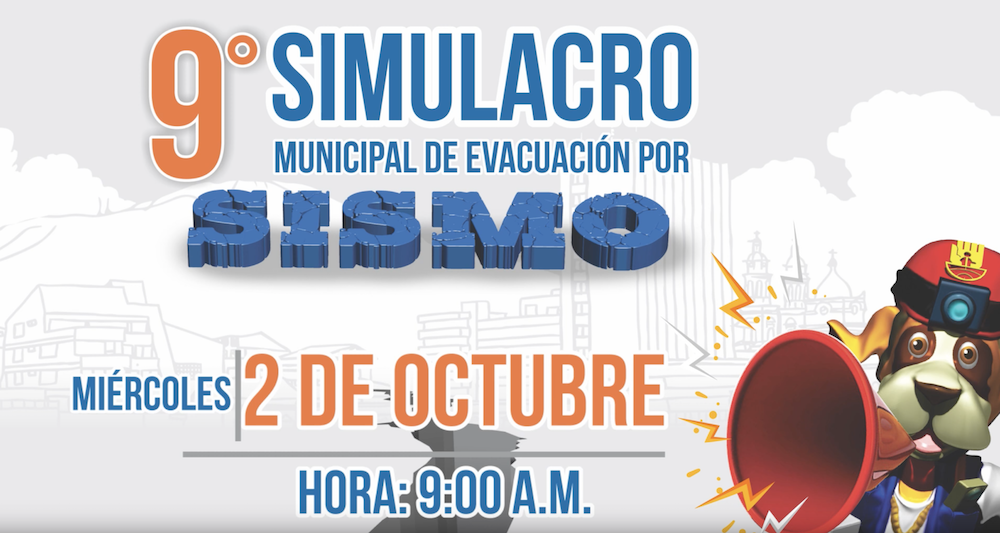 9° SIMULACRO
MUNICIPAL DE EVACUACIÓN POR
SISMO
MIÉRCOLES 2 DE OCTUBRE
HORA: 9:00 A.M.